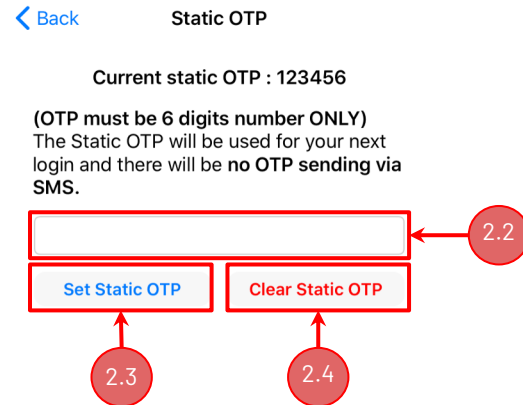 Back
Static OTP
Current static OTP : 123456
(OTP must be 6 digits number ONLY)
The Static OTP will be used for your next
login and there will be no OTP sending via
SMS.
2.2
Set Static OTP
Clear Static OTP
2.3
2.4